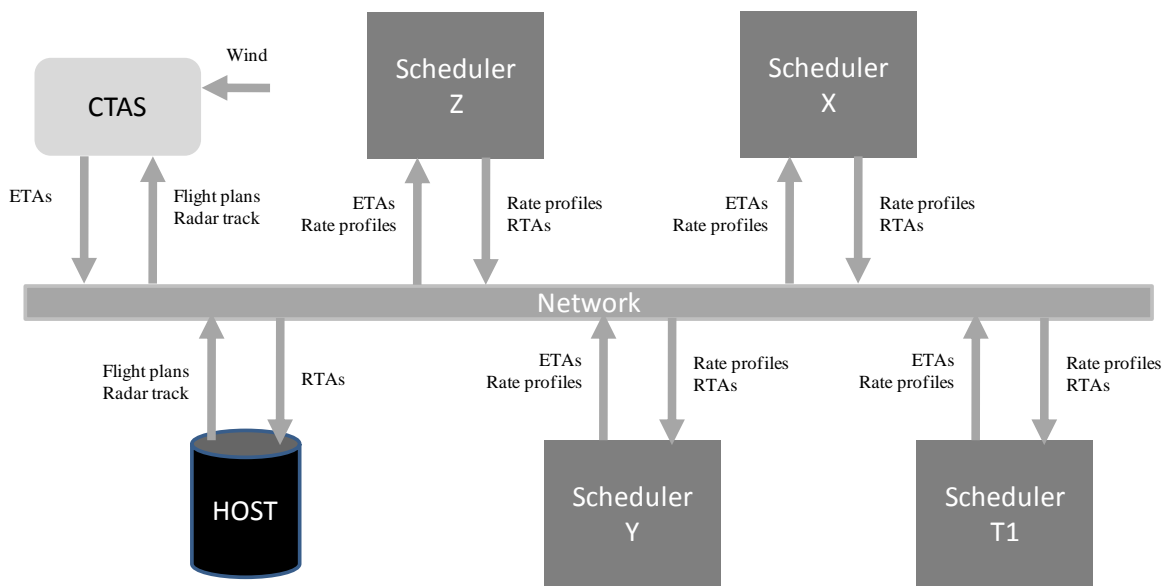 Wind
CTAS
Scheduler
Z
Scheduler
X
ETAs
Flight plans
Radar track
ETAs
Rate profiles
Rate profiles
RTAs
ETAs
Rate profiles
Rate profiles
RTAs
Network
Flight plans
Radar track
RTAs
ETAs
Rate profiles
Rate profiles
RTAs
ETAs
Rate profiles
Rate profiles
RTAs
HOST
Scheduler
Y
Scheduler
T1